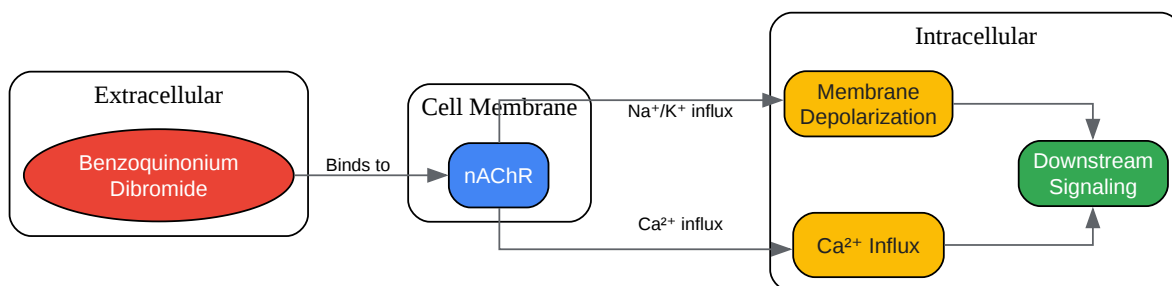 Extracellular
Benzoquinonium
Dibromide
Binds to
Cell Membrane
nAChR
Na⁺/K⁺ influx
Ca²⁺ influx
Intracellular
Membrane
Depolarization
Ca²⁺ Influx
Downstream
Signaling